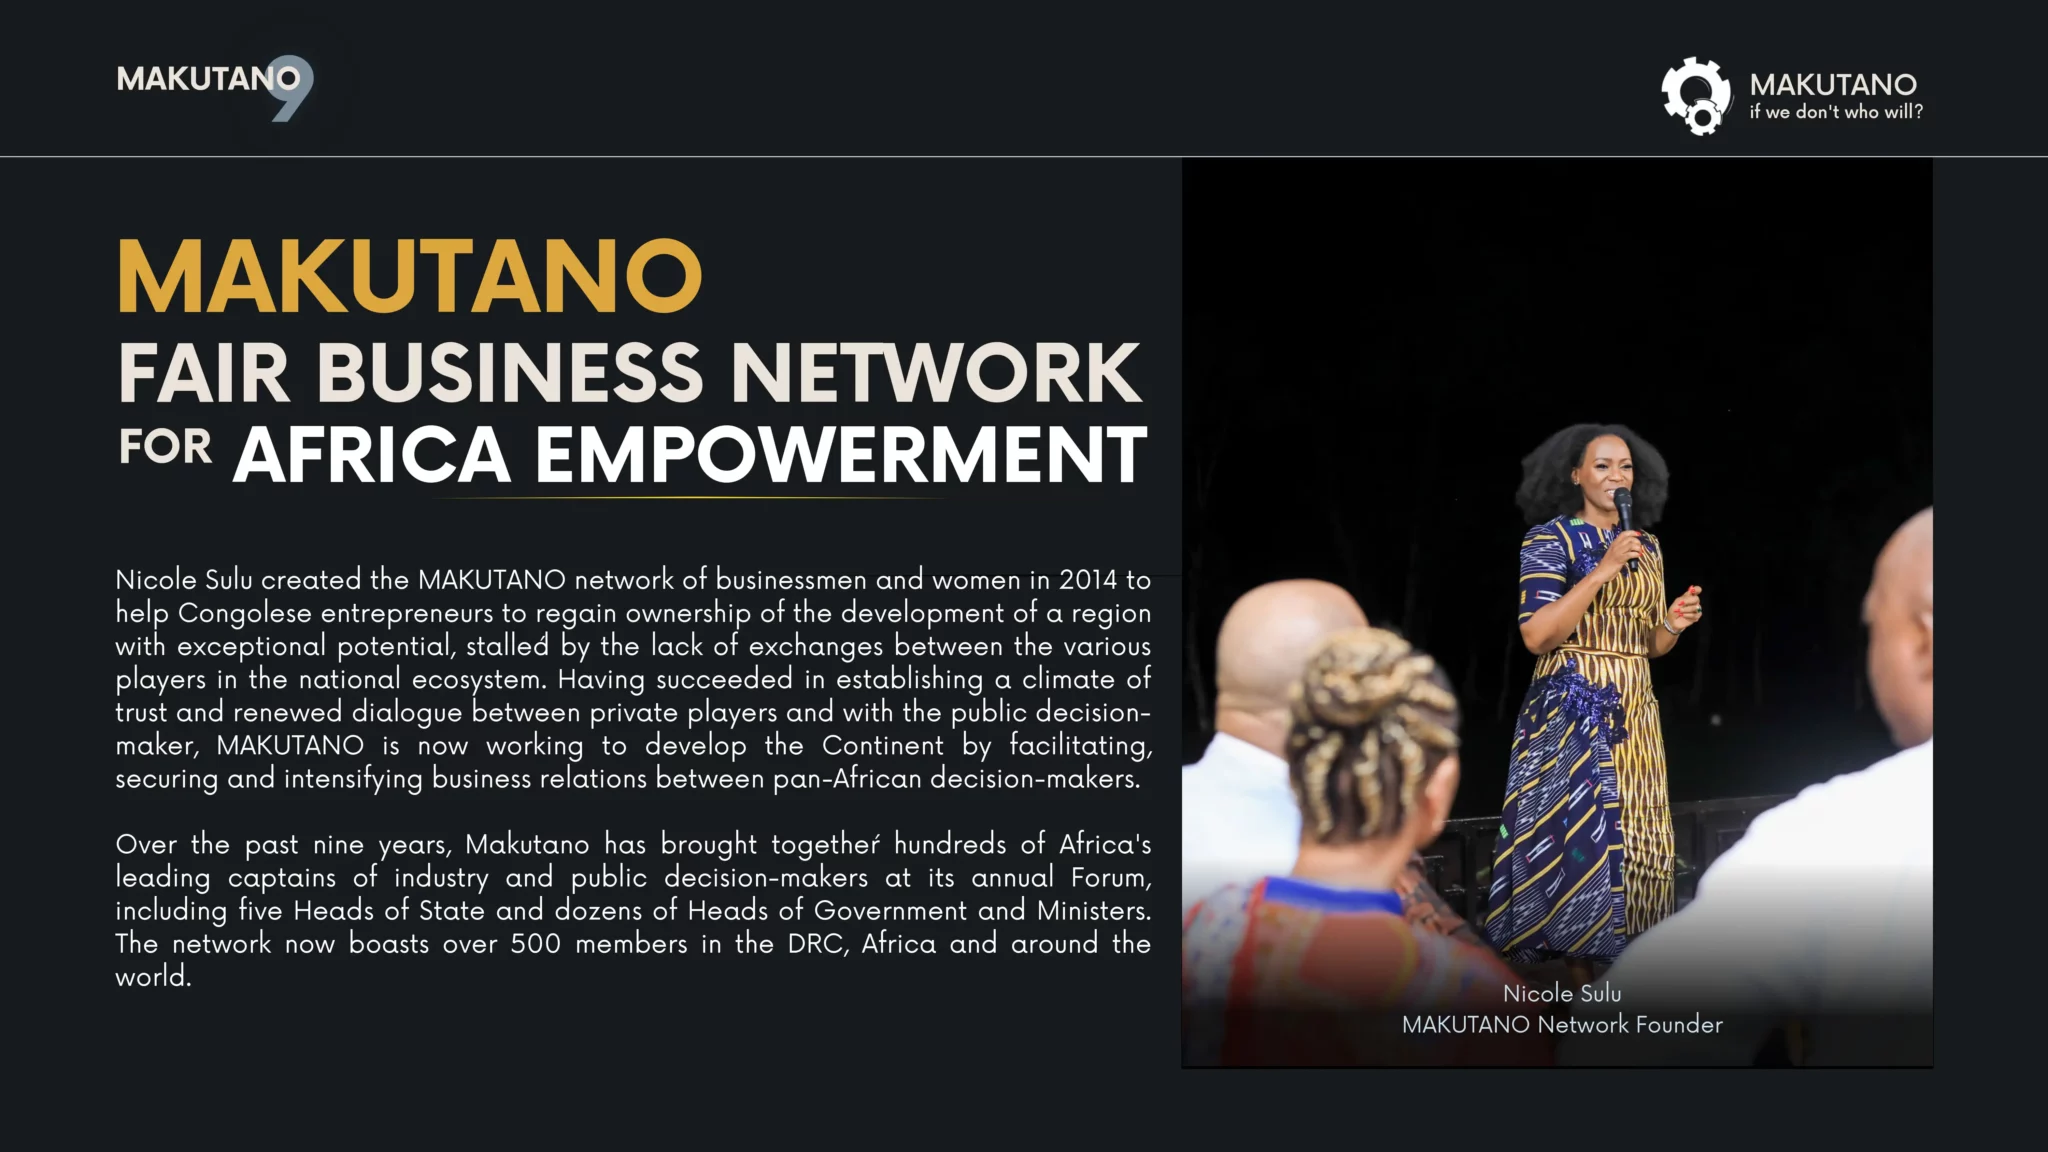 MAKUTANO9
MAKUTANO
if we don't who will?
MAKUTANO
FAIR BUSINESS NETWORK
FOR AFRICA EMPOWERMENT
Nicole Sulu created the MAKUTANO network of businessmen and women in 2014 to
help Congolese entrepreneurs to regain ownership of the development of a region
with exceptional potential, stalled by the lack of exchanges between the various
players in the national ecosystem. Having succeeded in establishing a climate of
trust and renewed dialogue between private players and with the public decision-
maker, MAKUTANO is now working to develop the Continent by facilitating,
securing and intensifying business relations between pan-African decision-makers.
Over the past nine years, Makutano has brought together hundreds of Africa's
leading captains of industry and public decision-makers at its annual Forum,
including five Heads of State and dozens of Heads of Government and Ministers.
The network now boasts over 500 members in the DRC, Africa and around the
world.
Nicole Sulu
MAKUTANO Network Founder